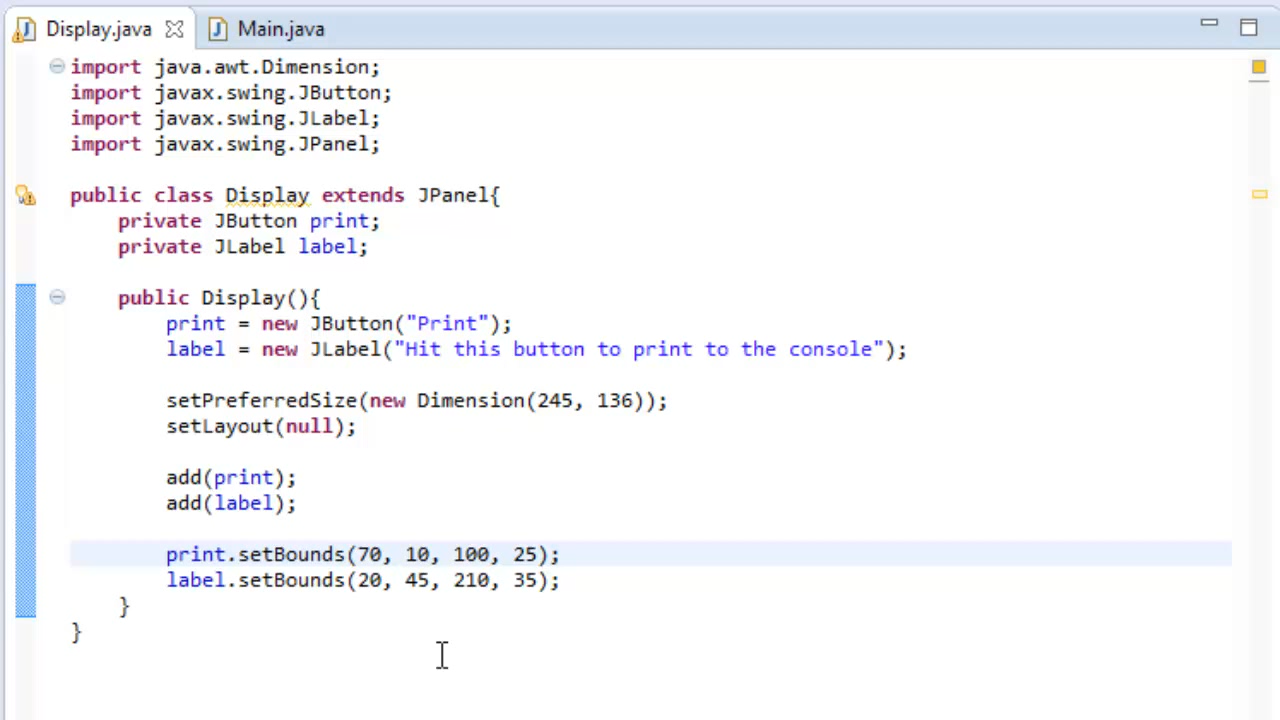 Display.java Main.java
import java.awt.Dimension;
import javax.swing.JButton;
import javax.swing.JLabel;
import javax.swing.JPanel;
public class Display extends JPanel{
private JButton print;
private JLabel label;
public Display(){
print = new JButton("Print");
label = new JLabel("Hit this button to print to the console");
setPreferredSize(new Dimension(245, 136));
setLayout(null);
add(print);
add(label);
print.setBounds(70, 10, 100, 25);
label.setBounds(20, 45, 210, 35);
}
}